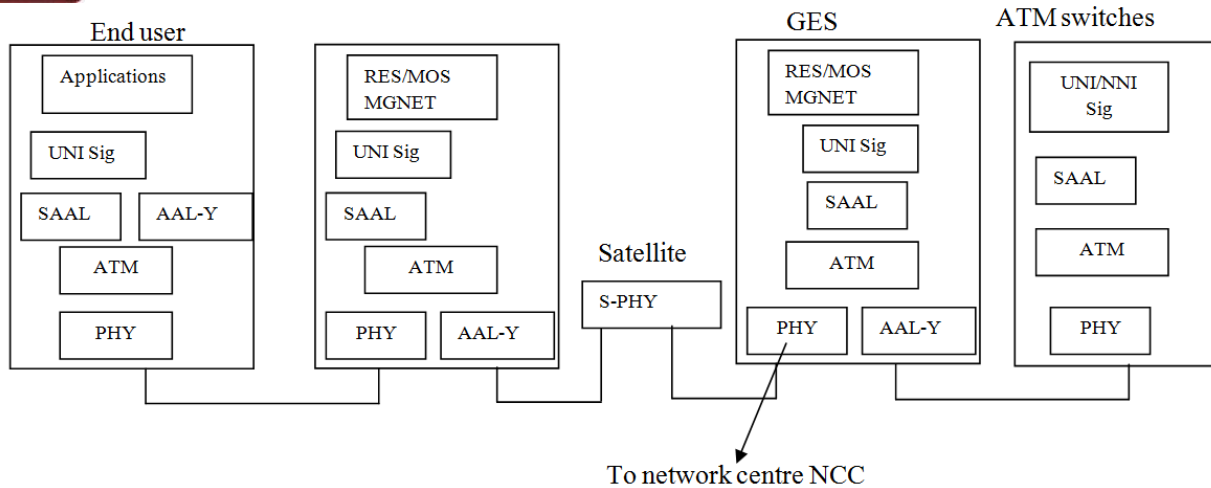 End user
Applications
UNI Sig
SAAL
AAL-Y
ATM
PHY
RES/MOS
MGNET
UNI Sig
SAAL
ATM
PHY
AAL-Y
Satellite
S-PHY
GES
RES/MOS
MGNET
UNI Sig
SAAL
ATM
PHY
AAL-Y
To network centre NCC
ATM switches
UNI/NNI
Sig
SAAL
ATM
PHY